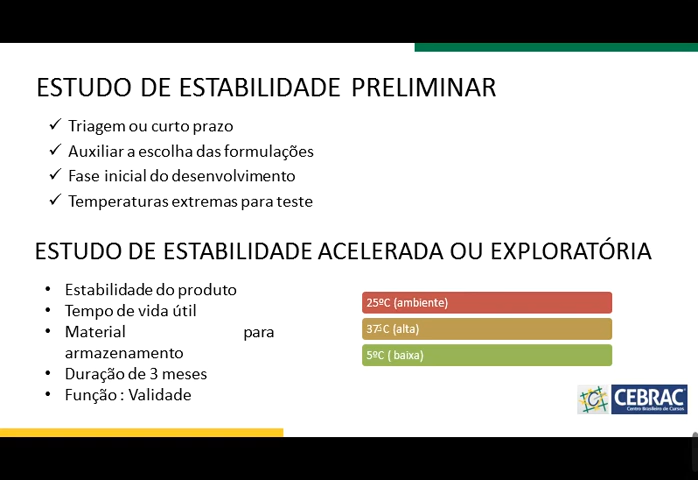 ESTUDO DE ESTABILIDADE PRELIMINAR
Triagem ou curto prazo
Auxiliar a escolha das formulações
Fase inicial do desenvolvimento
Temperaturas extremas para teste
ESTUDO DE ESTABILIDADE ACELERADA OU EXPLORATÓRIA
Estabilidade do produto
Tempo de vida útil
Material para
armazenamento
Duração de 3 meses
Função : Validade
25ºC (ambiente)
37ºC (alta)
5ºC ( baixa)
CEBRAC
Centro Brasileiro de Cursos